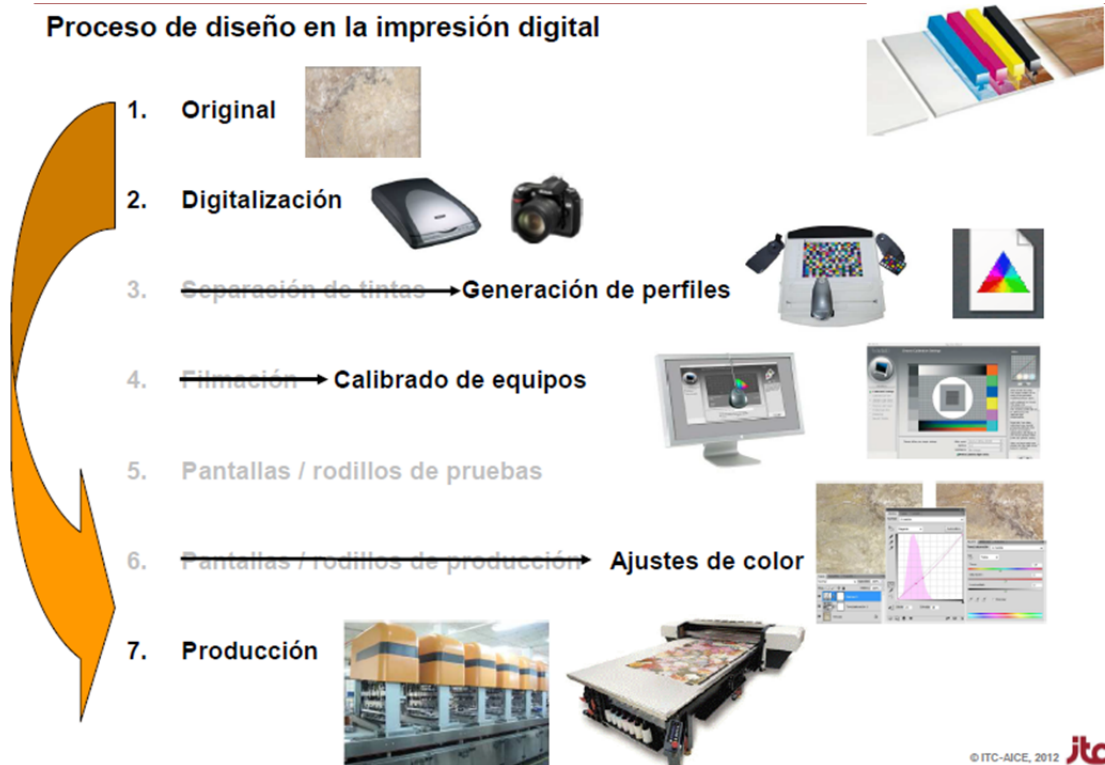 Proceso de diseño en la impresión digital
1. Original
2. Digitalización
3. Separación de tintas Generación de perfiles
4. Filmación Calibrado de equipos
5. Pantallas / rodillos de pruebas
6. Pantallas / rodillos de producción Ajustes de color
7. Producción
© ITC-AICE, 2012 itc